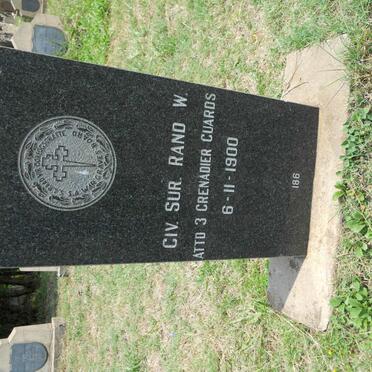 CIV. SUR. RAND W.
ATTD 3 GRENADIER GUARDS
6-11-1900
186